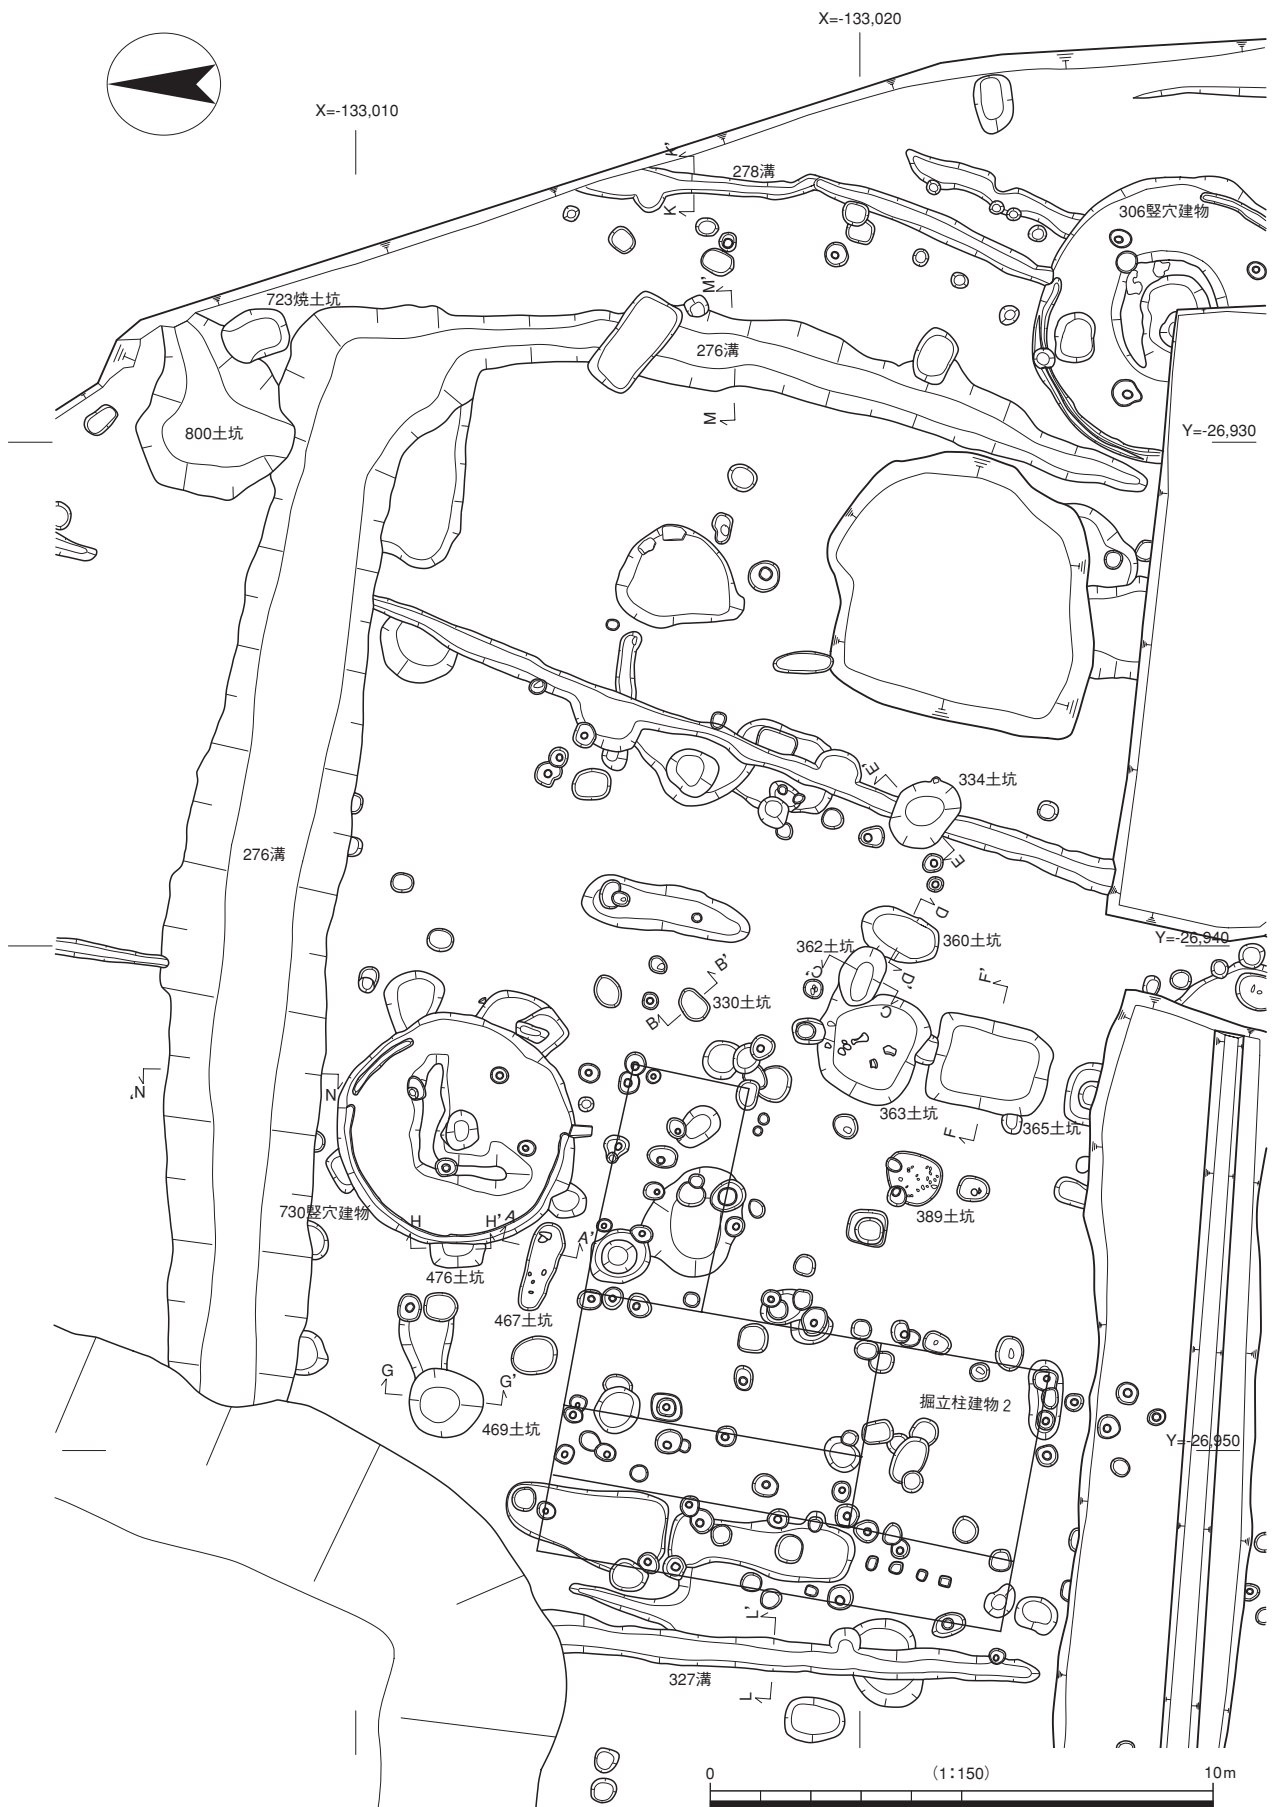 X=-133,020
X=-133,010
K'
278溝
K
306竪穴建物
M'
723焼土坑
276溝
M
Y=-26,930
800土坑
E'
334土坑
276溝
E
D
360土坑
Y=-26,940
362土坑
C'
D'
B'
F'
330土坑
C
B
N'
N
363土坑
F
365土坑
389土坑
730竪穴建物
H
H'
A
A'
476土坑
467土坑
G
G'
掘立柱建物2
469土坑
Y=-26,950
L'
327溝
L
0
(1:150)
10m